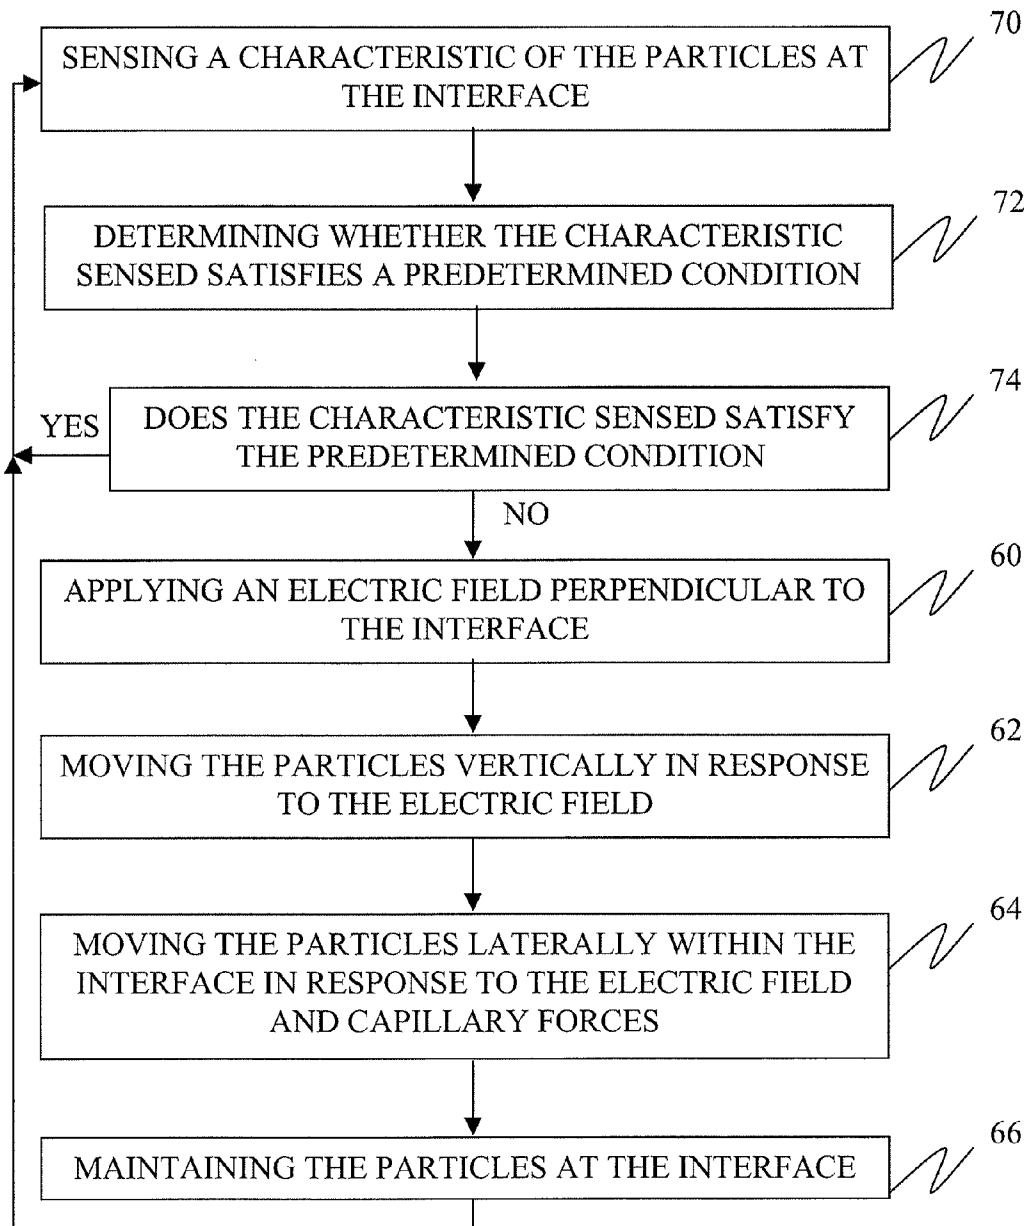 70
SENSING A CHARACTERISTIC OF THE PARTICLES AT
THE INTERFACE
72
DETERMINING WHETHER THE CHARACTERISTIC
SENSED SATISFIES A PREDETERMINED CONDITION
74
YES
DOES THE CHARACTERISTIC SENSED SATISFY
THE PREDETERMINED CONDITION
NO
60
APPLYING AN ELECTRIC FIELD PERPENDICULAR TO
THE INTERFACE
62
MOVING THE PARTICLES VERTICALLY IN RESPONSE
TO THE ELECTRIC FIELD
64
MOVING THE PARTICLES LATERALLY WITHIN THE
INTERFACE IN RESPONSE TO THE ELECTRIC FIELD
AND CAPILLARY FORCES
66
MAINTAINING THE PARTICLES AT THE INTERFACE